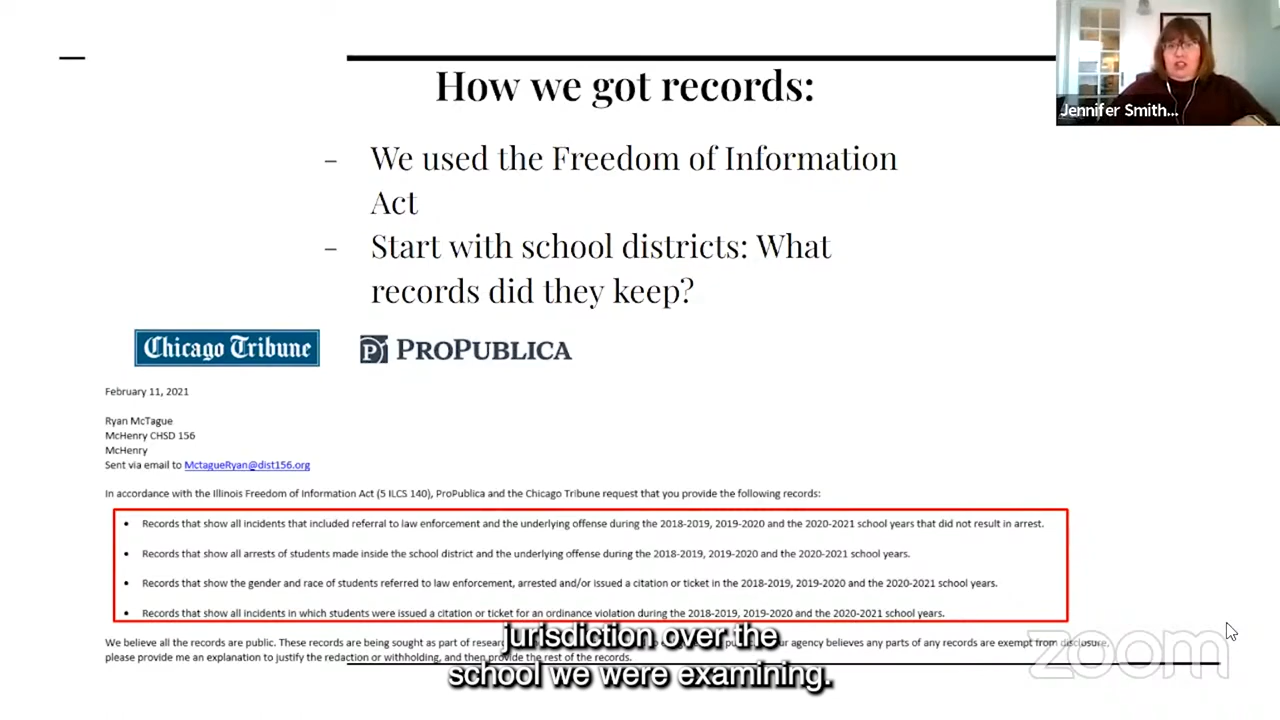 How we got records:
Jennifer Smith...
– We used the Freedom of Information
Act
– Start with school districts: What
records did they keep?
Chicago Tribune
PROPUBLICA
February 11, 2021
Ryan McTague
McHenry CHSD 156
McHenry
Sent via email to MctagueRyan@dist156.org
In accordance with the Illinois Freedom of Information Act (5 ILCS 140), ProPublica and the Chicago Tribune request that you provide the following records:
• Records that show all incidents that included referral to law enforcement and the underlying offense during the 2018-2019, 2019-2020 and the 2020-2021 school years that did not result in arrest.
• Records that show all arrests of students made inside the school district and the underlying offense during the 2018-2019, 2019-2020 and the 2020-2021 school years.
• Records that show the gender and race of students referred to law enforcement, arrested and/or issued a citation or ticket in the 2018-2019, 2019-2020 and the 2020-2021 school years.
• Records that show all incidents in which students were issued a citation or ticket for an ordinance violation during the 2018-2019, 2019-2020 and the 2020-2021 school years.
We believe all the records are public. These records are being sought as part of agency believes any parts of any records are exempt from disclosure,
please provide me an explanation to justify the redaction or withholding, and then provide the rest of the records.
jurisdiction over the
school we were examining.
zoom